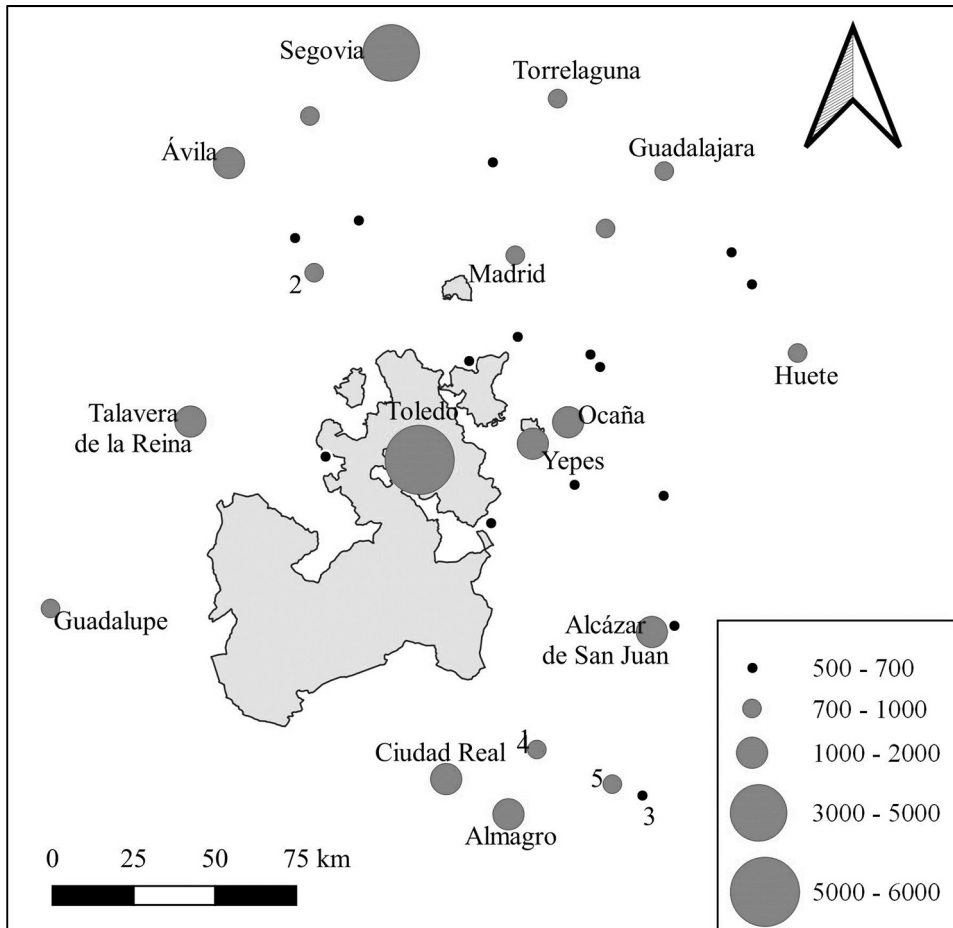 Segovia
Torrelaguna
Ávila
Guadalajara
2
Madrid
Huete
Talavera
de la Reina
Toledo
Ocaña
Yepes
Guadalupe
Alcázar
de San Juan
Ciudad Real
1
4
5
3
Almagro
0 25 50 75 km
500 - 700
700 - 1000
1000 - 2000
3000 - 5000
5000 - 6000